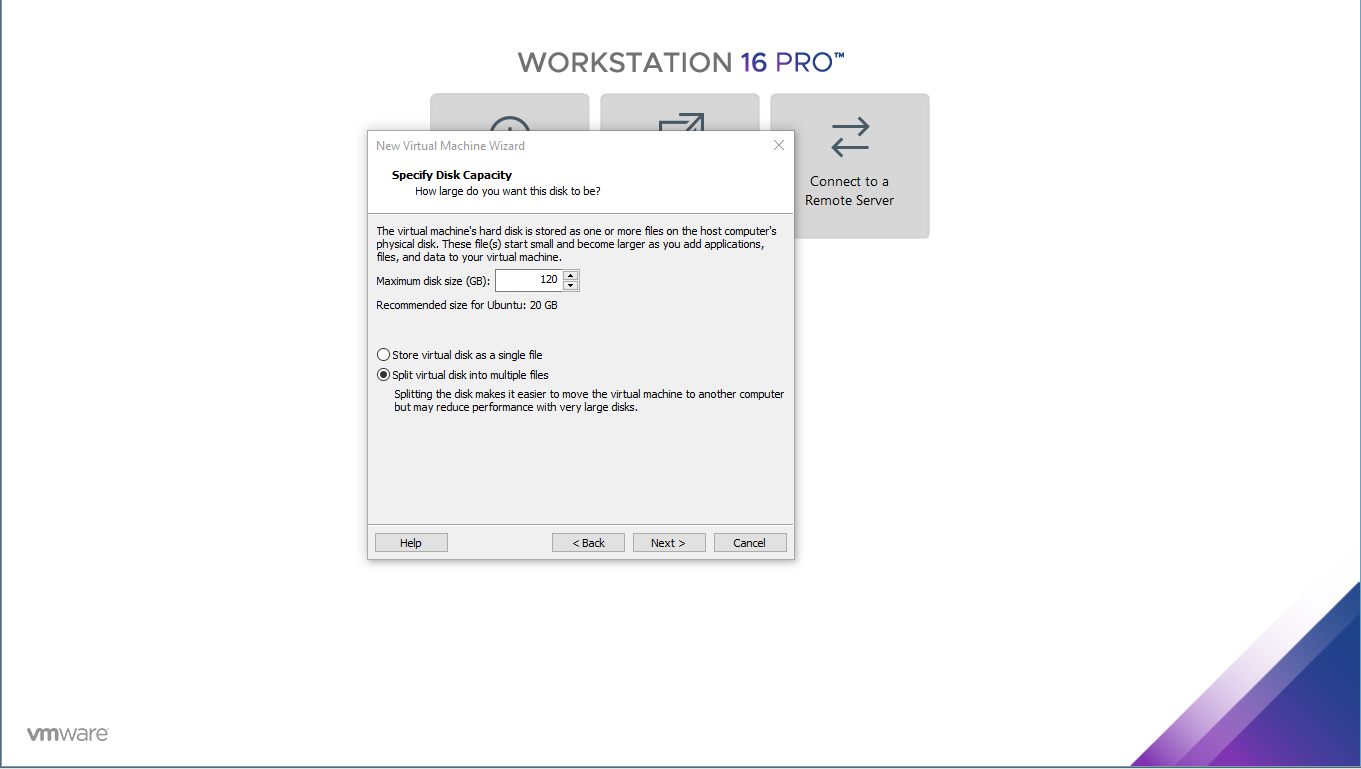 WORKSTATION 16 PRO™
New Virtual Machine Wizard
Specify Disk Capacity
How large do you want this disk to be?
Connect to a
Remote Server
The virtual machine's hard disk is stored as one or more files on the host computer's
physical disk. These file(s) start small and become larger as you add applications,
files, and data to your virtual machine.
Maximum disk size (GB): 120
Recommended size for Ubuntu: 20 GB
Store virtual disk as a single file
Split virtual disk into multiple files
Splitting the disk makes it easier to move the virtual machine to another computer
but may reduce performance with very large disks.
Help < Back Next > Cancel
vmware